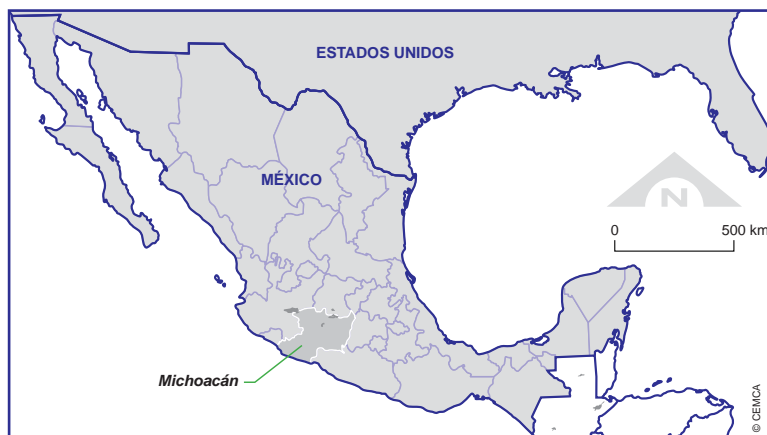 ESTADOS UNIDOS
MÉXICO
N
0 500 km
Michoacán
© CEMCA